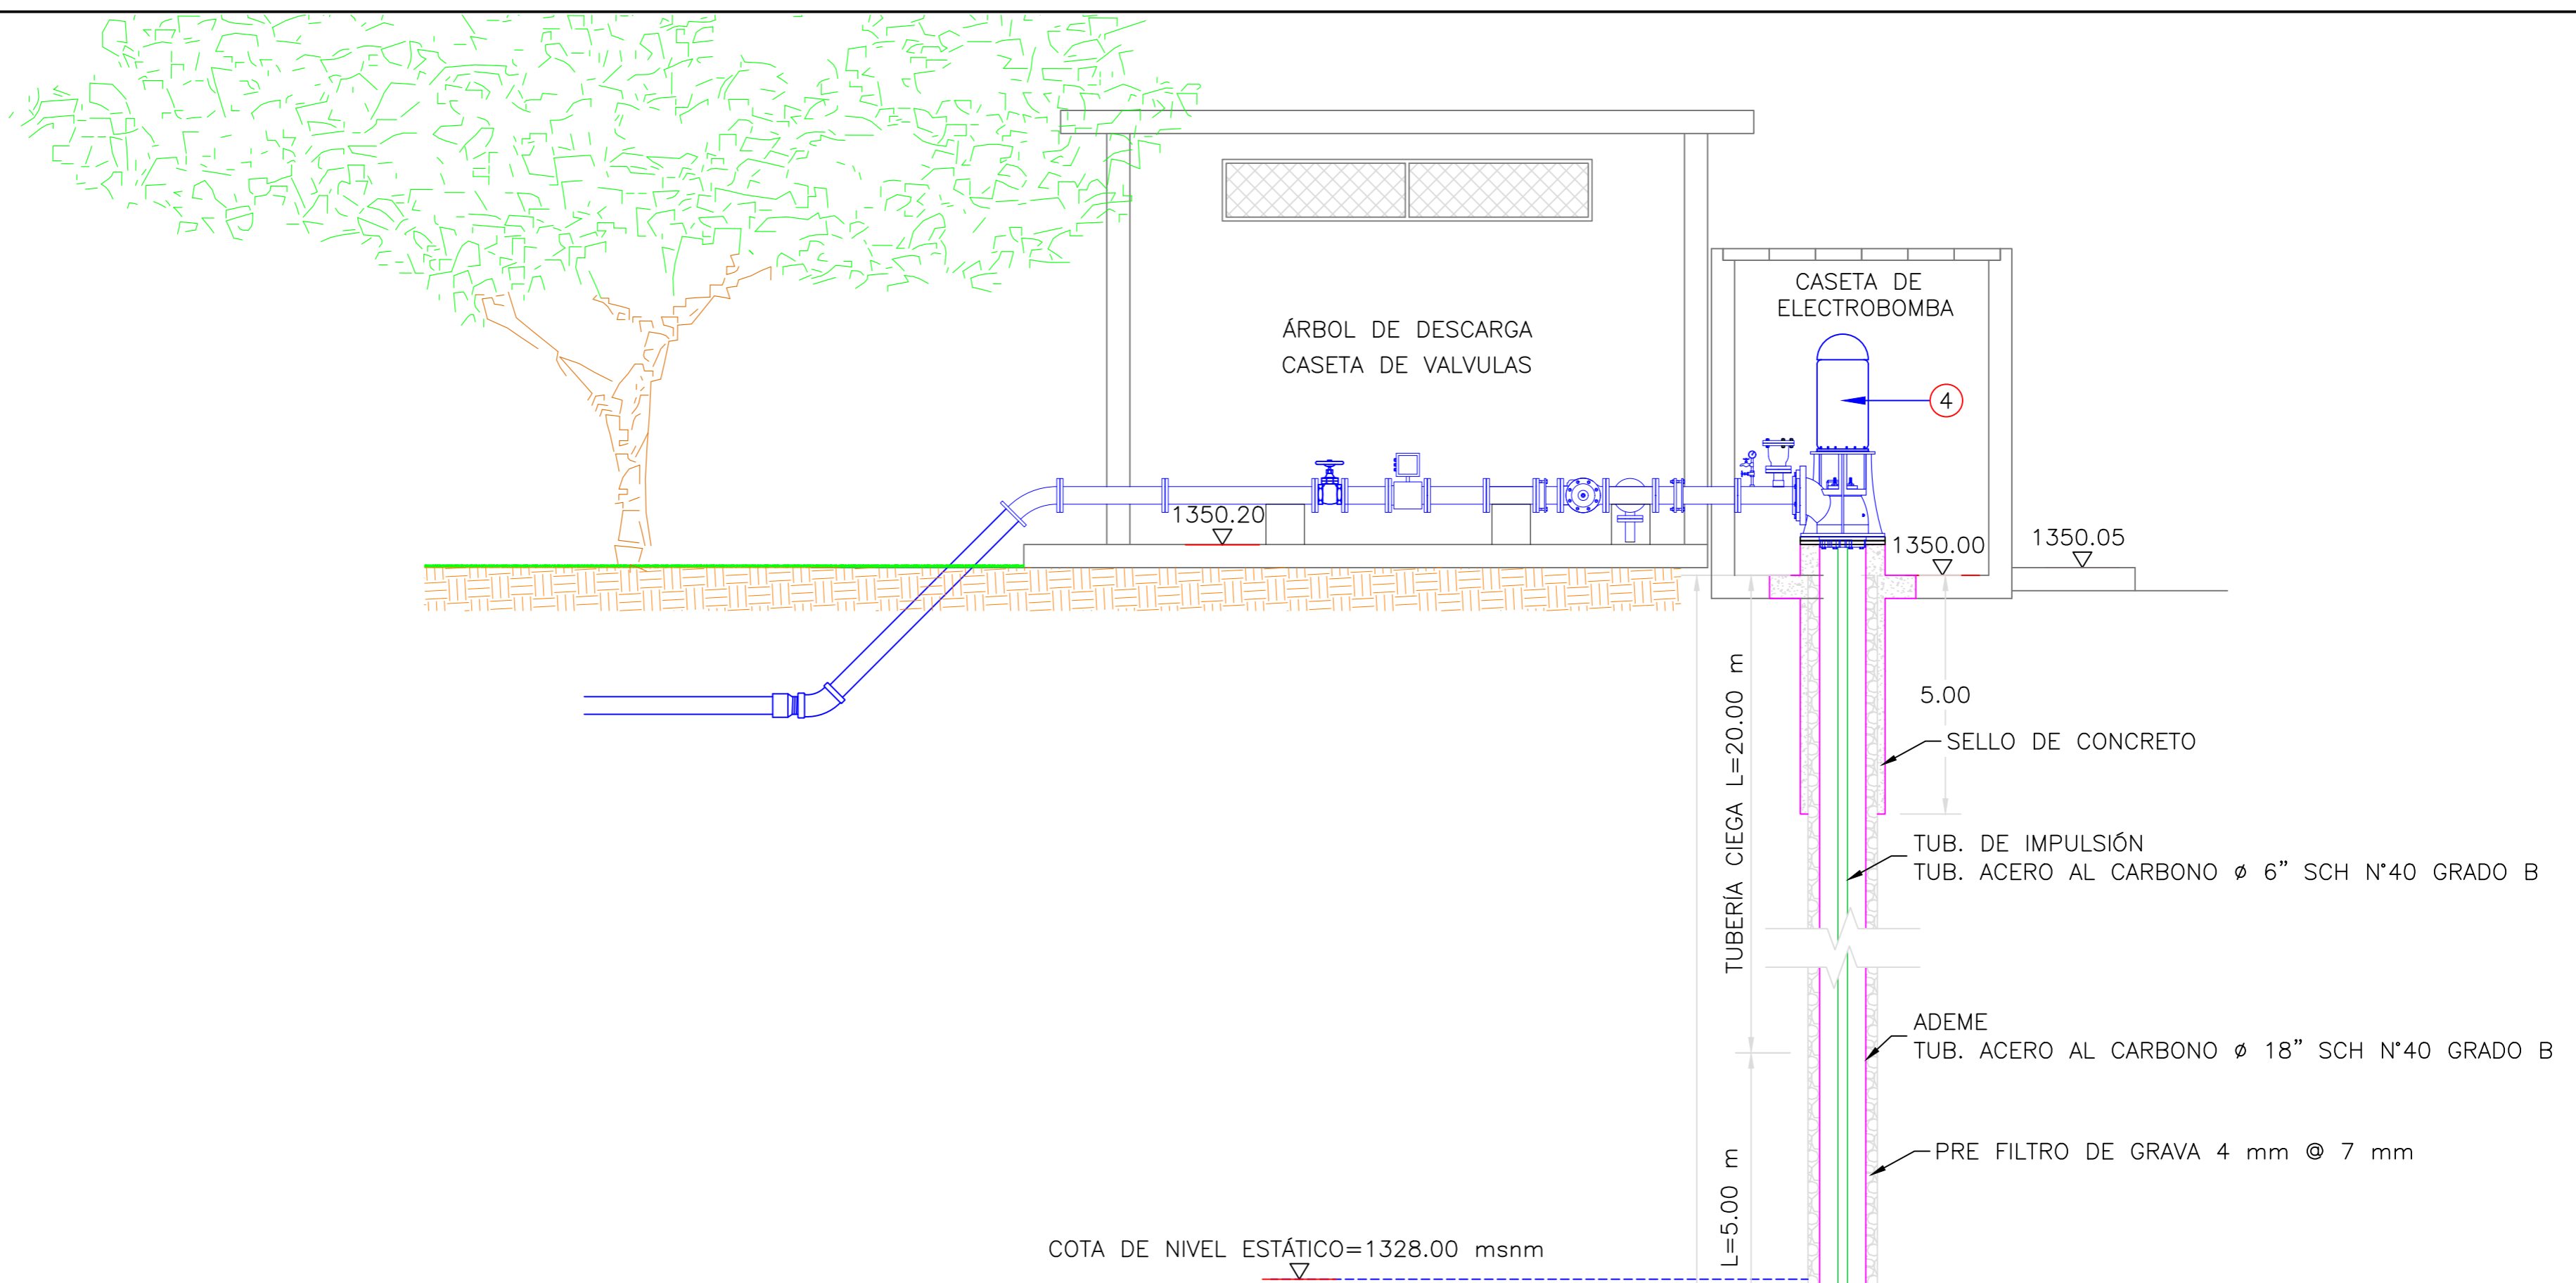 CASETA DE
ELECTROBOMBA
ÁRBOL DE DESCARGA
CASETA DE VALVULAS
4
1350.20
1350.00
1350.05
5.00
TUBERÍA CIEGA L=20.00 m
SELLO DE CONCRETO
TUB. DE IMPULSIÓN
TUB. ACERO AL CARBONO ø 6" SCH N°40 GRADO B
ADEME
TUB. ACERO AL CARBONO ø 18" SCH N°40 GRADO B
PRE FILTRO DE GRAVA 4 mm @ 7 mm
L=5.00 m
COTA DE NIVEL ESTÁTICO=1328.00 msnm